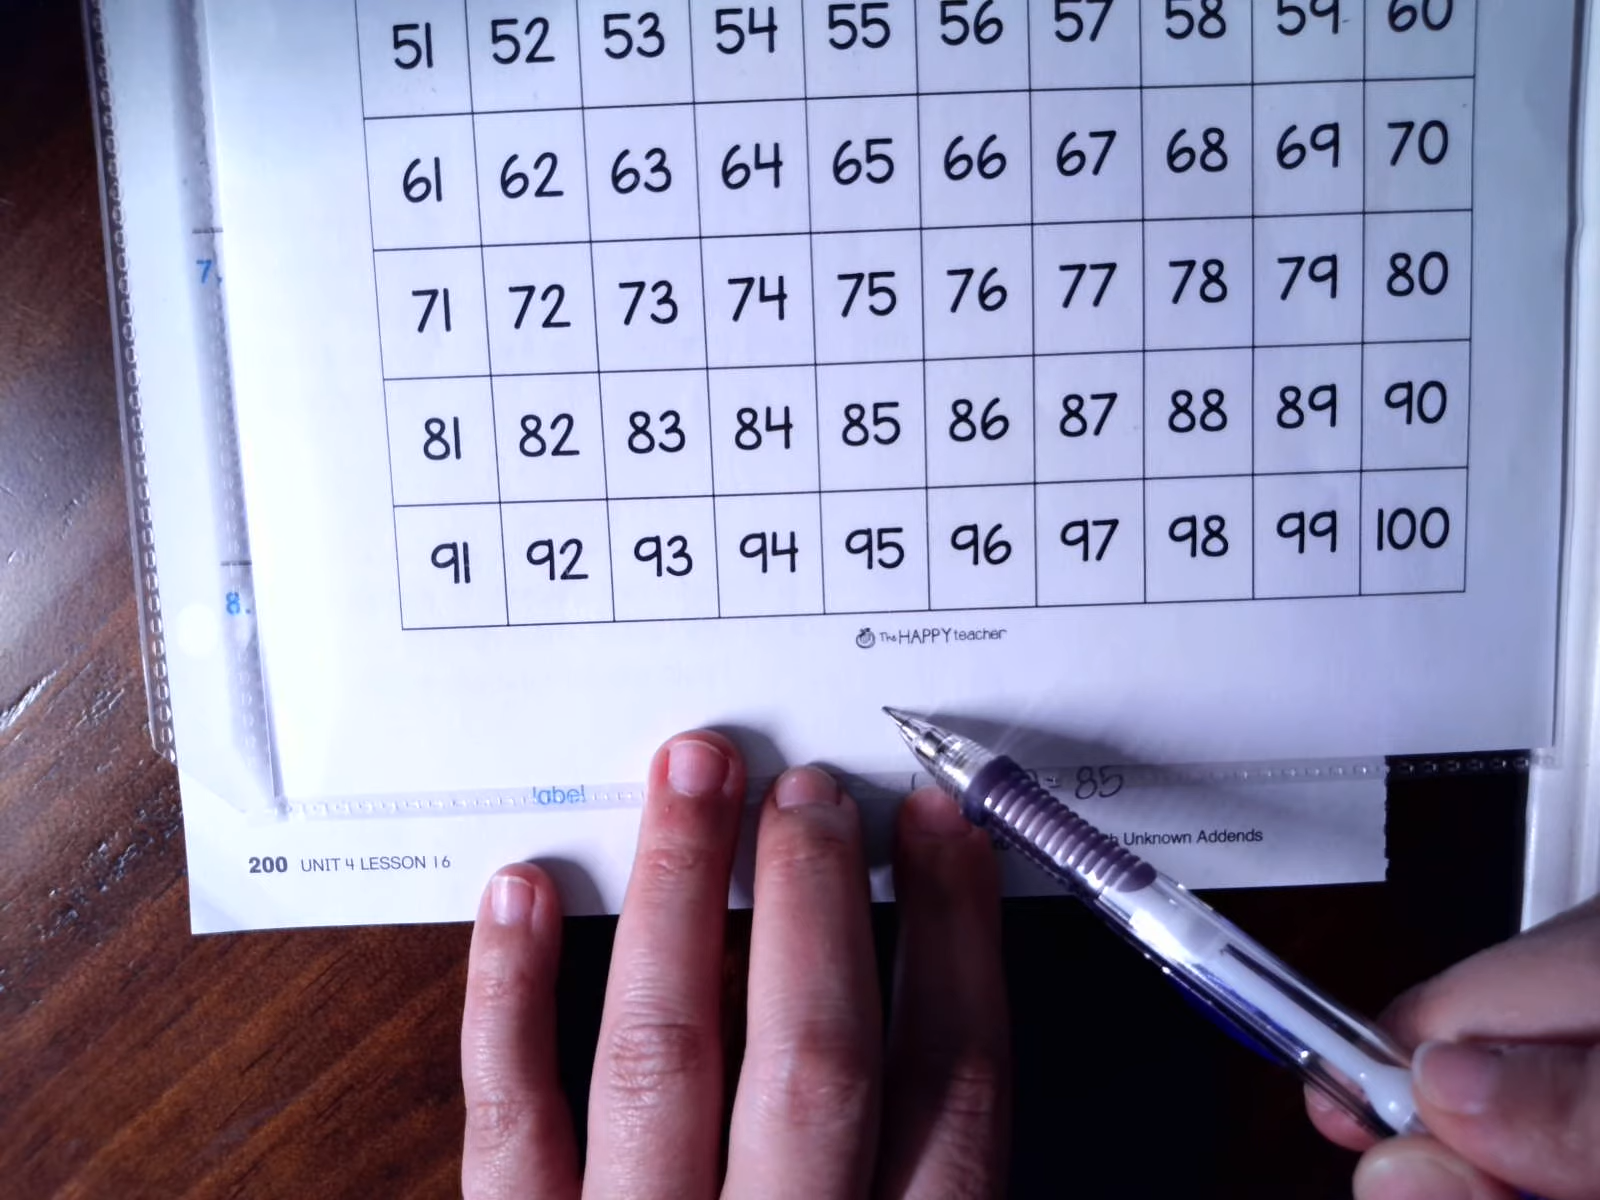 51 52 53 54 55 56 57 58 59 60
61 62 63 64 65 66 67 68 69 70
71 72 73 74 75 76 77 78 79 80
7.
81 82 83 84 85 86 87 88 89 90
91 92 93 94 95 96 97 98 99 100
8.
The HAPPY teacher
label
= 85
Unknown Addends
200 UNIT 4 LESSON 16